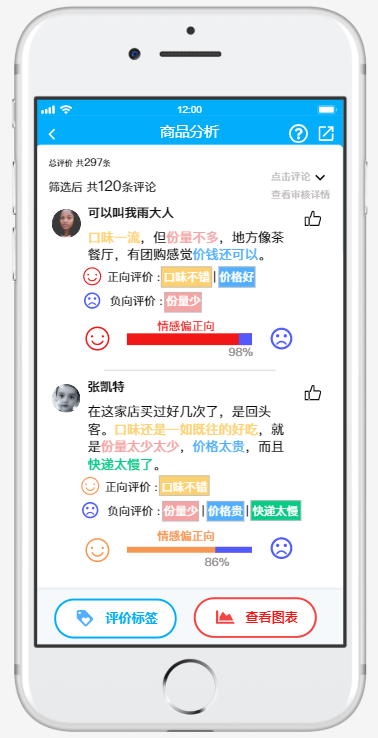 12:00
商品分析
总评价 共297条
点击评论
筛选后 共120条评论
查看审核详情
可以叫我雨大人
口味一流，但份量不多，地方像茶
餐厅，有团购感觉价钱还可以。
正向评价：口味不错 | 价格好
负向评价：份量少
情感偏正向
98%
张凯特
在这家店买过好几次了，是回头
客。口味还是一如既往的好吃，就
是份量太少太少，价格太贵，而且
快递太慢了。
正向评价：口味不错
负向评价：份量少 | 价格贵 | 快递太慢
情感偏正向
86%
评价标签 查看图表